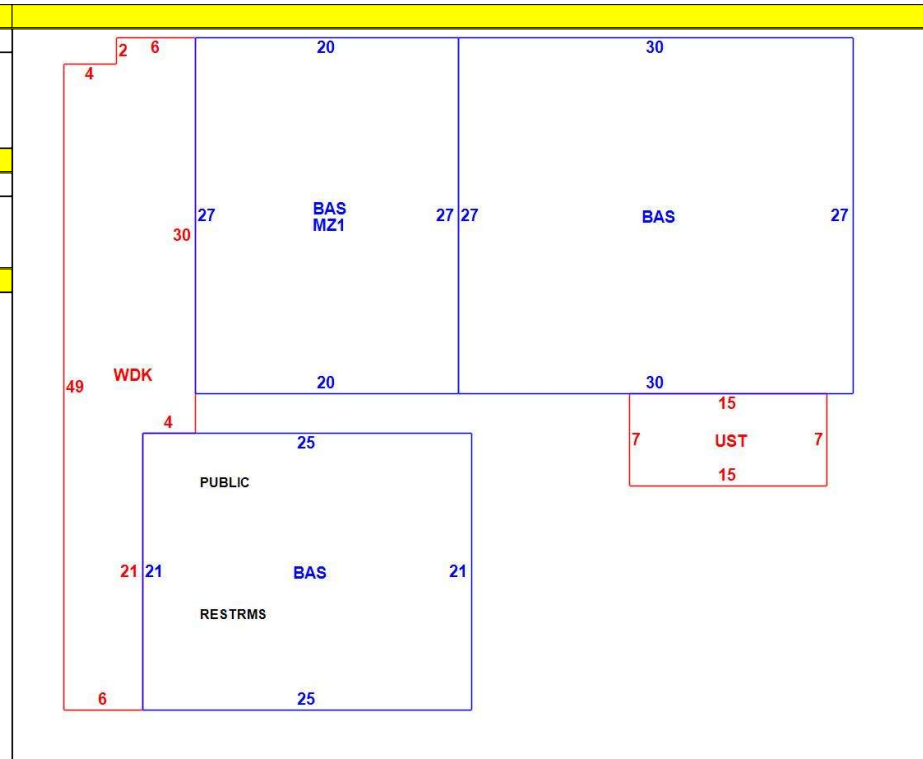 2 6 20 30
4
27 BAS 27 27 BAS 27
MZ1
30
WDK
49
20 30
15
4
25
7 UST 7
PUBLIC
15
21 21 BAS 21
RESTRMS
6 25